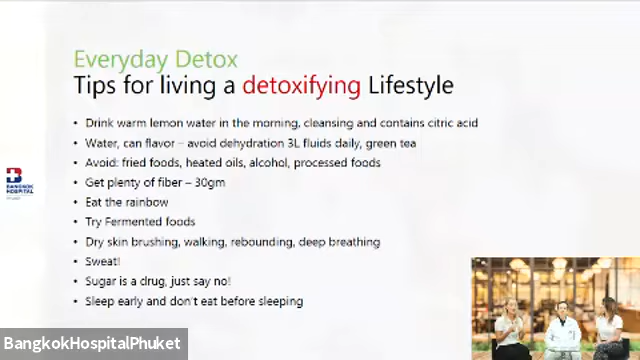 Everyday Detox
Tips for living a detoxifying Lifestyle
• Drink warm lemon water in the morning, cleansing and contains citric acid
• Water, can flavor – avoid dehydration 3L fluids daily, green tea
• Avoid: fried foods, heated oils, alcohol, processed foods
• Get plenty of fiber – 30gm
• Eat the rainbow
• Try Fermented foods
• Dry skin brushing, walking, rebounding, deep breathing
• Sweat!
• Sugar is a drug, just say no!
• Sleep early and don't eat before sleeping
BANGKOK
HOSPITAL
BangkokHospitalPhuket